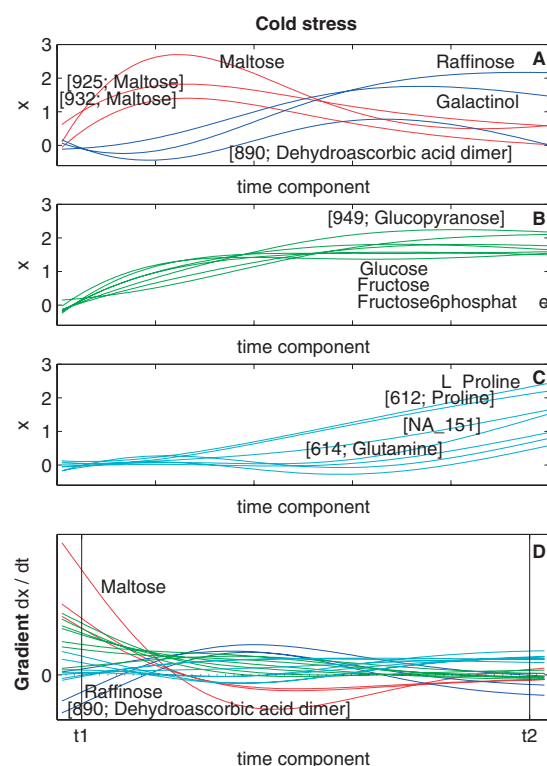 Cold stress
3
2
1
0
x
A
Maltose
Raffinose
[925; Maltose]
[932; Maltose]
Galactinol
[890; Dehydroascorbic acid dimer]
time component
3
2
1
0
x
B
[949; Glucopyranose]
Glucose
Fructose
Fructose6phosphat e
time component
3
2
1
0
x
C
L Proline
[612; Proline]
[NA_151]
[614; Glutamine]
time component
Gradient dx / dt
0
D
Maltose
Raffinose
[890; Dehydroascorbic acid dimer]
t1
t2
time component